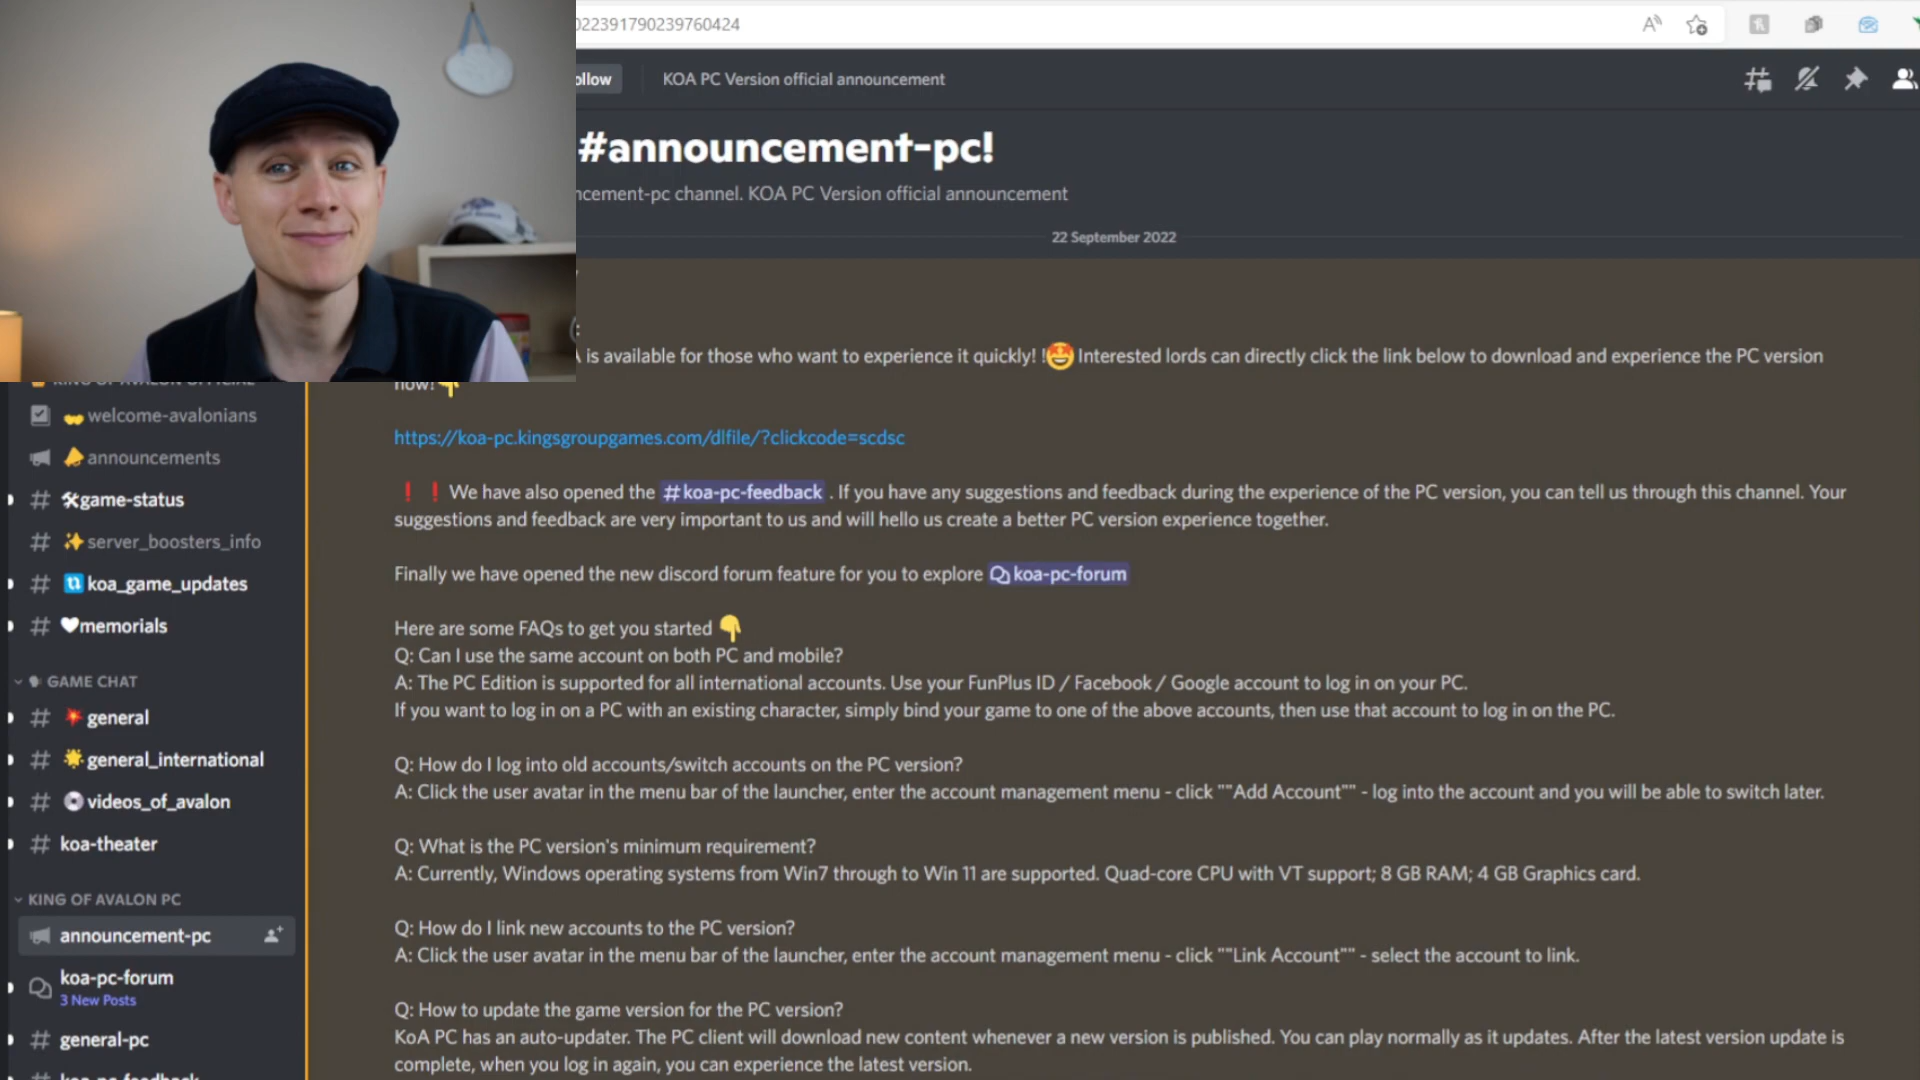 022391790239760424
ollow
KOA PC Version official announcement
#announcement-pc!
ncement-pc channel. KOA PC Version official announcement
22 September 2022
is available for those who want to experience it quickly! ! 🤩 Interested lords can directly click the link below to download and experience the PC version
now! 👇
https://koa-pc.kingsgroupgames.com/dlfile/?clickcode=scdsc
❗ ❗ We have also opened the #koa-pc-feedback . If you have any suggestions and feedback during the experience of the PC version, you can tell us through this channel. Your
suggestions and feedback are very important to us and will hello us create a better PC version experience together.
Finally we have opened the new discord forum feature for you to explore koa-pc-forum
Here are some FAQs to get you started 👇
Q: Can I use the same account on both PC and mobile?
A: The PC Edition is supported for all international accounts. Use your FunPlus ID / Facebook / Google account to log in on your PC.
If you want to log in on a PC with an existing character, simply bind your game to one of the above accounts, then use that account to log in on the PC.
Q: How do I log into old accounts/switch accounts on the PC version?
A: Click the user avatar in the menu bar of the launcher, enter the account management menu - click ""Add Account"" - log into the account and you will be able to switch later.
Q: What is the PC version's minimum requirement?
A: Currently, Windows operating systems from Win7 through to Win 11 are supported. Quad-core CPU with VT support; 8 GB RAM; 4 GB Graphics card.
Q: How do I link new accounts to the PC version?
A: Click the user avatar in the menu bar of the launcher, enter the account management menu - click ""Link Account"" - select the account to link.
Q: How to update the game version for the PC version?
KoA PC has an auto-updater. The PC client will download new content whenever a new version is published. You can play normally as it updates. After the latest version update is
complete, when you log in again, you can experience the latest version.
KING OF AVALON OFFICIAL
welcome-avalonians
announcements
# game-status
# server_boosters_info
# koa_game_updates
# memorials
GAME CHAT
# general
# general_international
# videos_of_avalon
# koa-theater
KING OF AVALON PC
announcement-pc
koa-pc-forum
3 New Posts
# general-pc
# koa-pc-feedback